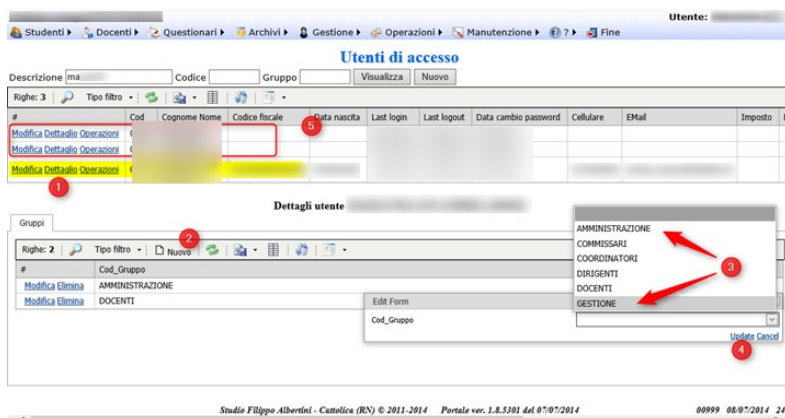 Utente:
Studenti Docenti Questionari Archivi Gestione Operazioni Manutenzione ? Fine
Utenti di accesso
Descrizione ma Codice Gruppo Visualizza Nuovo
Righe: 3 Tipo filtro
# Cod Cognome Nome Codice fiscale Data nascita Last login Last logout Data cambio password Cellulare EMail Imposto
5
Modifica Dettaglio Operazioni
Modifica Dettaglio Operazioni
Modifica Dettaglio Operazioni
1
Dettagli utente
Gruppi
Righe: 2 Tipo filtro Nuovo
2
# Cod_Gruppo
Modifica Elimina AMMINISTRAZIONE
Modifica Elimina DOCENTI
AMMINISTRAZIONE
COMMISSARI
COORDINATORI
DIRIGENTI
DOCENTI
GESTIONE
3
Edit Form
Cod_Gruppo
Update Cancel
4
Studio Filippo Albertini - Cattolica (RN) © 2011-2014 Portale ver. 1.8.5301 del 07/07/2014 00999 08/07/2014 24